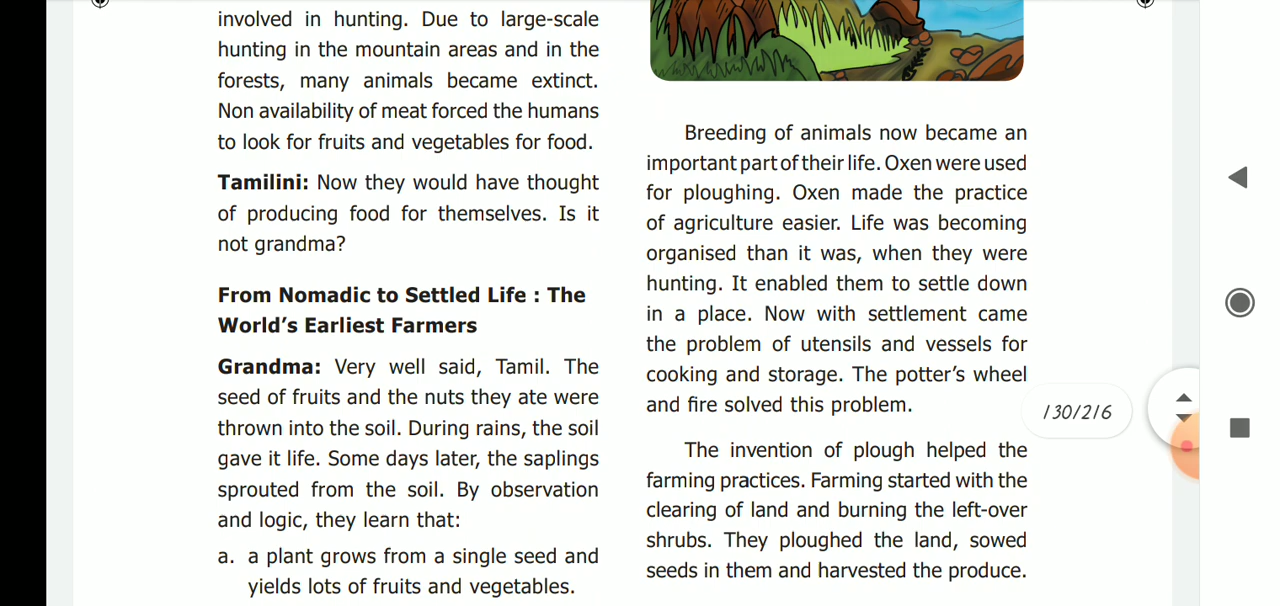 involved in hunting. Due to large-scale
hunting in the mountain areas and in the
forests, many animals became extinct.
Non availability of meat forced the humans
to look for fruits and vegetables for food.
Tamilini: Now they would have thought
of producing food for themselves. Is it
not grandma?
From Nomadic to Settled Life : The
World's Earliest Farmers
Grandma: Very well said, Tamil. The
seed of fruits and the nuts they ate were
thrown into the soil. During rains, the soil
gave it life. Some days later, the saplings
sprouted from the soil. By observation
and logic, they learn that:
a. a plant grows from a single seed and
yields lots of fruits and vegetables.
Breeding of animals now became an
important part of their life. Oxen were used
for ploughing. Oxen made the practice
of agriculture easier. Life was becoming
organised than it was, when they were
hunting. It enabled them to settle down
in a place. Now with settlement came
the problem of utensils and vessels for
cooking and storage. The potter's wheel
and fire solved this problem.
The invention of plough helped the
farming practices. Farming started with the
clearing of land and burning the left-over
shrubs. They ploughed the land, sowed
seeds in them and harvested the produce.
130/216